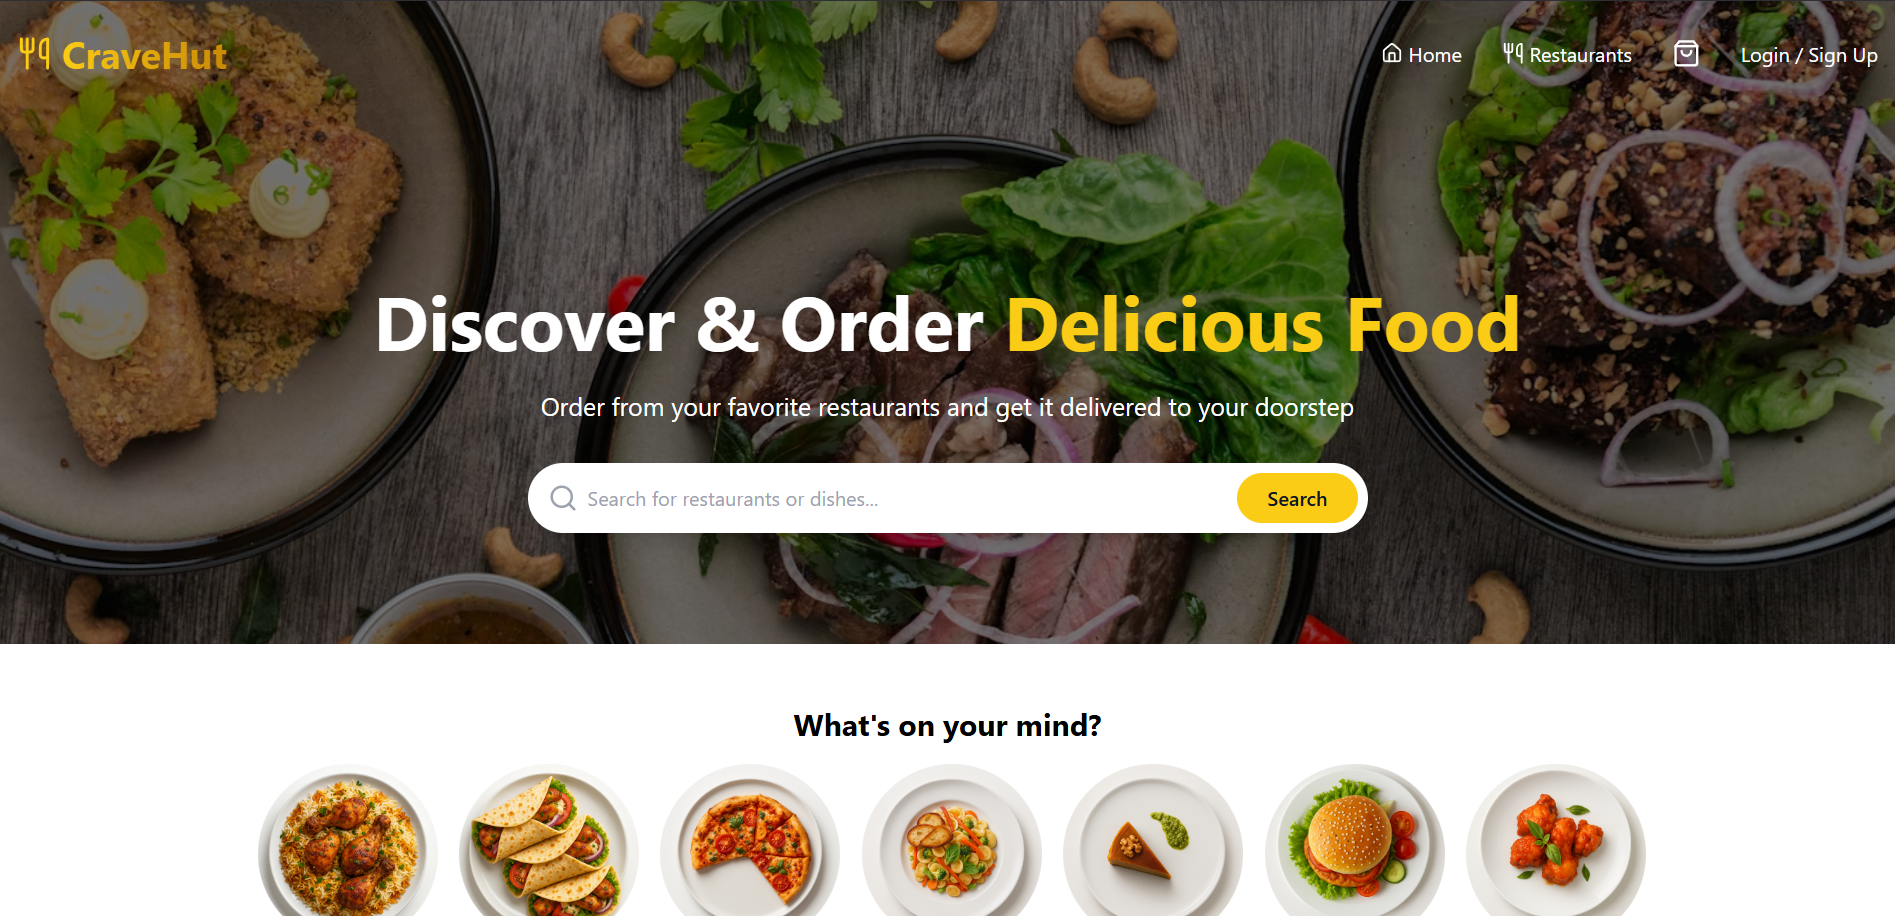 CraveHut
Home
Restaurants
Login / Sign Up
Discover & Order Delicious Food
Order from your favorite restaurants and get it delivered to your doorstep
Search for restaurants or dishes...
Search
What's on your mind?